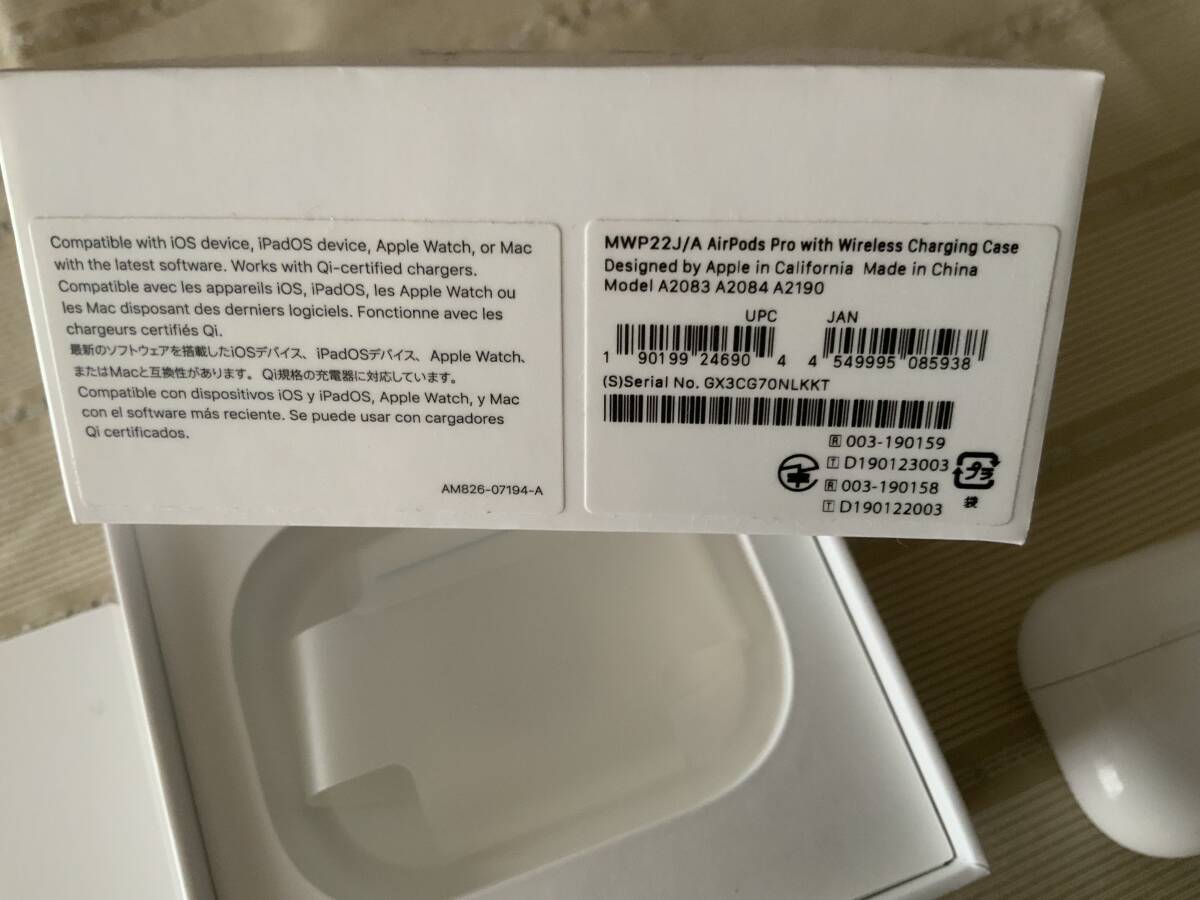 Compatible with iOS device, iPadOS device, Apple Watch, or Mac
with the latest software. Works with Qi-certified chargers.
Compatible avec les appareils iOS, iPadOS, les Apple Watch ou
les Mac disposant des derniers logiciels. Fonctionne avec les
chargeurs certifiés Qi.
最新のソフトウェアを搭載したiOSデバイス、iPadOSデバイス、Apple Watch、
またはMacと互換性があります。Qi規格の充電器に対応しています。
Compatible con dispositivos iOS y iPadOS, Apple Watch, y Mac
con el software más reciente. Se puede usar con cargadores
Qi certificados.
AM826-07194-A
MWP22J/A AirPods Pro with Wireless Charging Case
Designed by Apple in California Made in China
Model A2083 A2084 A2190
UPC JAN
1 90199 24690 4 4 549995 085938
(S)Serial No. GX3CG70NLKKT
R 003-190159
T D190123003
R 003-190158
T D190122003
プラ
袋